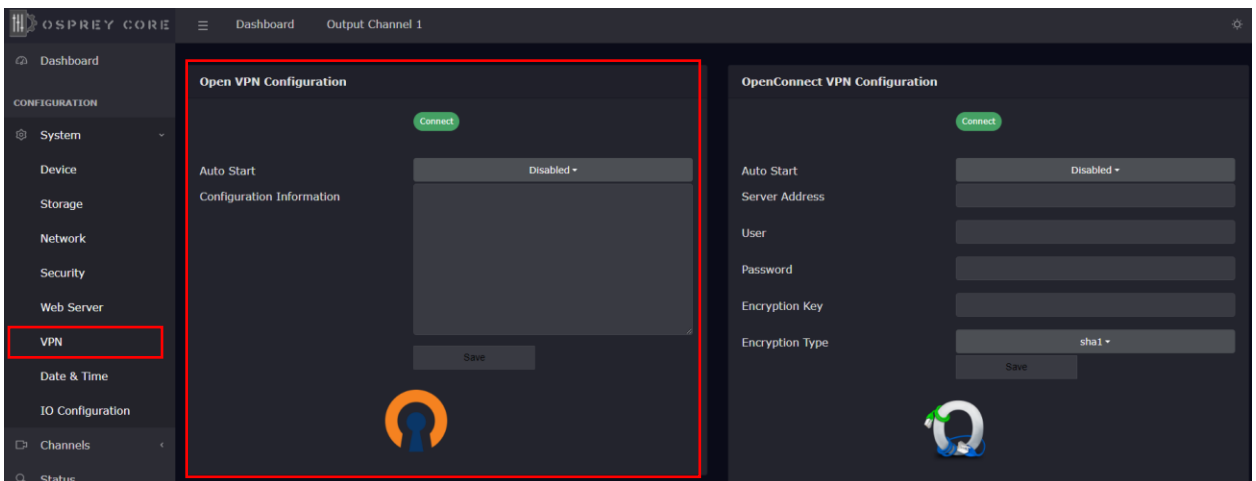 OSPREY CORE
Dashboard Output Channel 1
Dashboard
CONFIGURATION
System
Device
Storage
Network
Security
Web Server
VPN
Date & Time
IO Configuration
Channels
Status
Open VPN Configuration
Connect
Auto Start Disabled
Configuration Information
Save
OpenConnect VPN Configuration
Connect
Auto Start Disabled
Server Address
User
Password
Encryption Key
Encryption Type sha1
Save